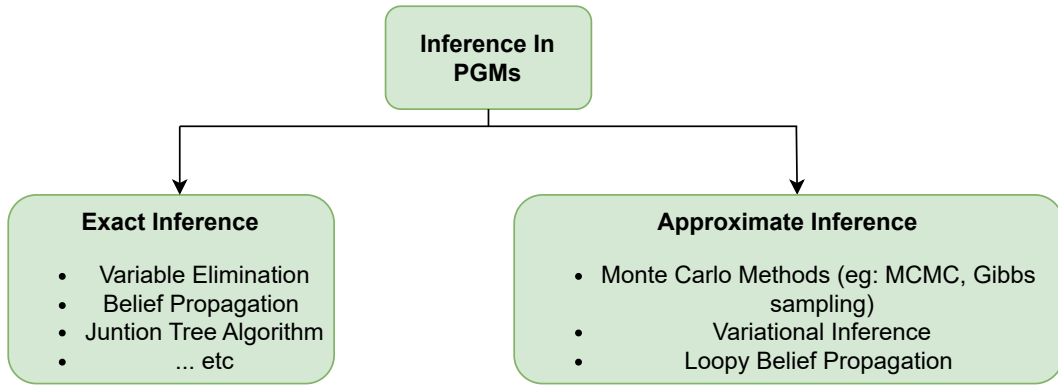 Inference In
PGMs
Exact Inference
• Variable Elimination
• Belief Propagation
• Juntion Tree Algorithm
• ... etc
Approximate Inference
• Monte Carlo Methods (eg: MCMC, Gibbs
sampling)
• Variational Inference
• Loopy Belief Propagation